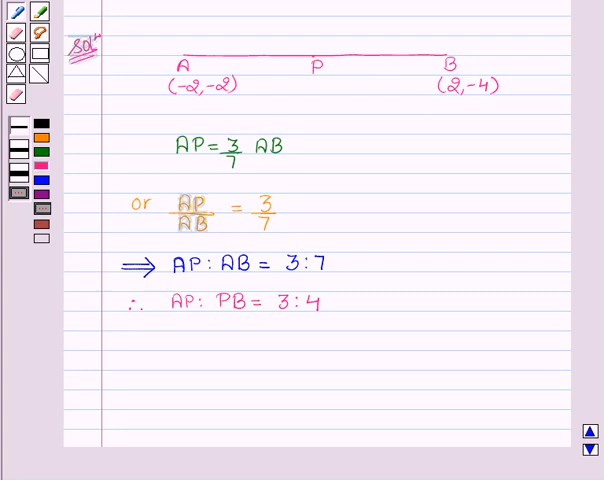 Solⁿ
A P B
(-2,-2) (2,-4)
AP = 3/7 AB
or AP/AB = 3/7
⟹ AP : AB = 3 : 7
∴ AP : PB = 3 : 4